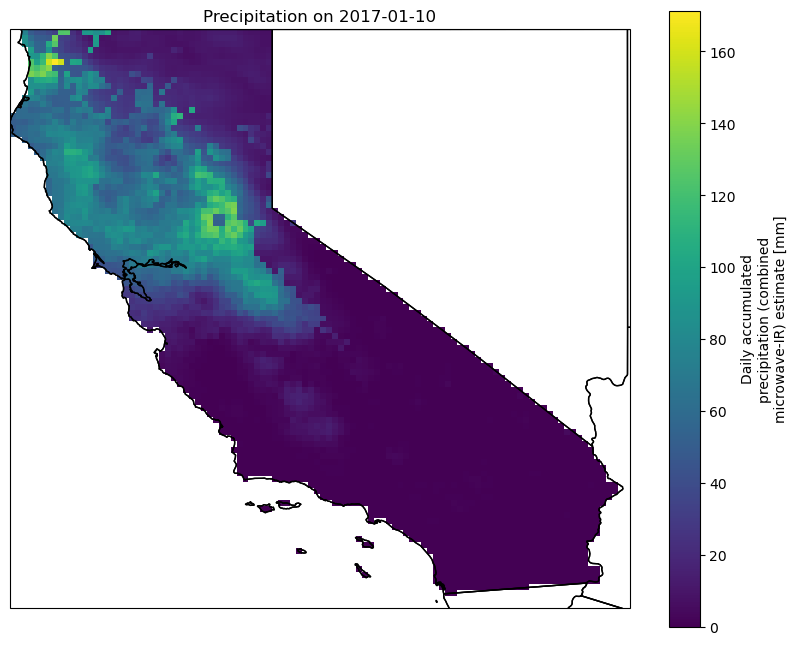 Precipitation on 2017-01-10
160
140
120
100
80
60
40
20
0
Daily accumulated
precipitation (combined
microwave-IR) estimate [mm]